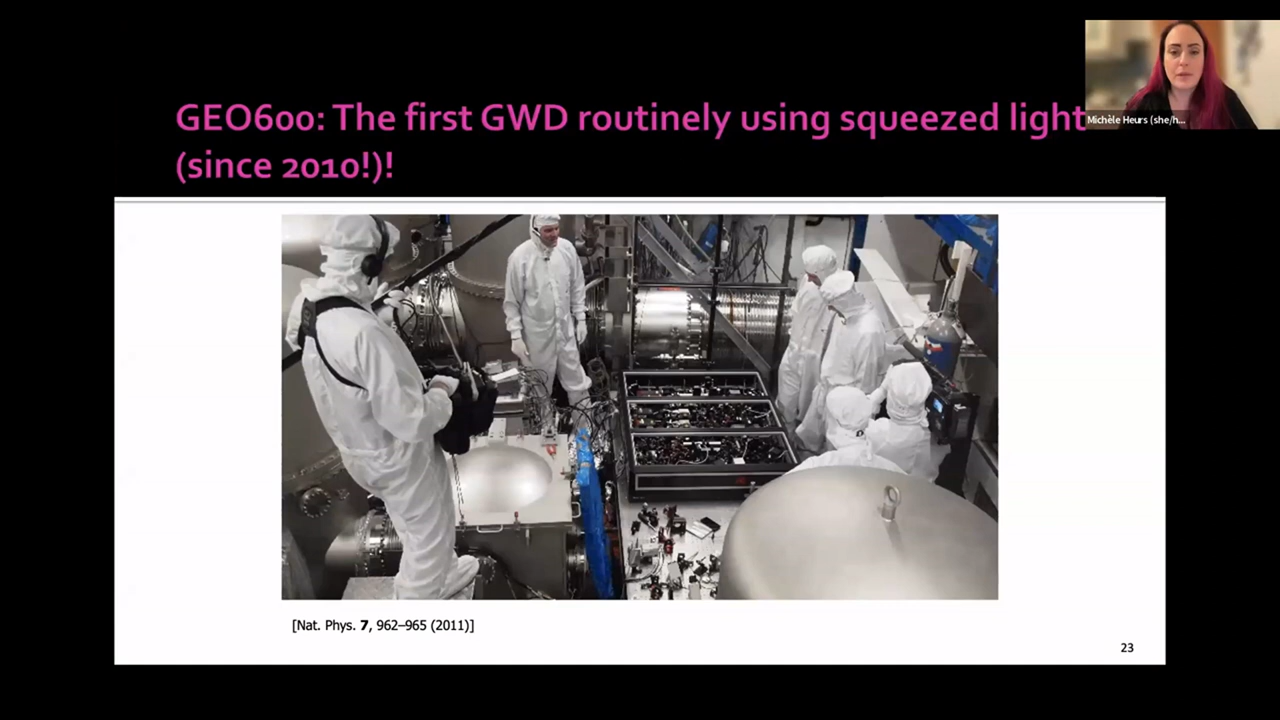 GEO600: The first GWD routinely using squeezed light
(since 2010!)!
Michèle Heurs (she/h...
[Nat. Phys. 7, 962–965 (2011)]
23